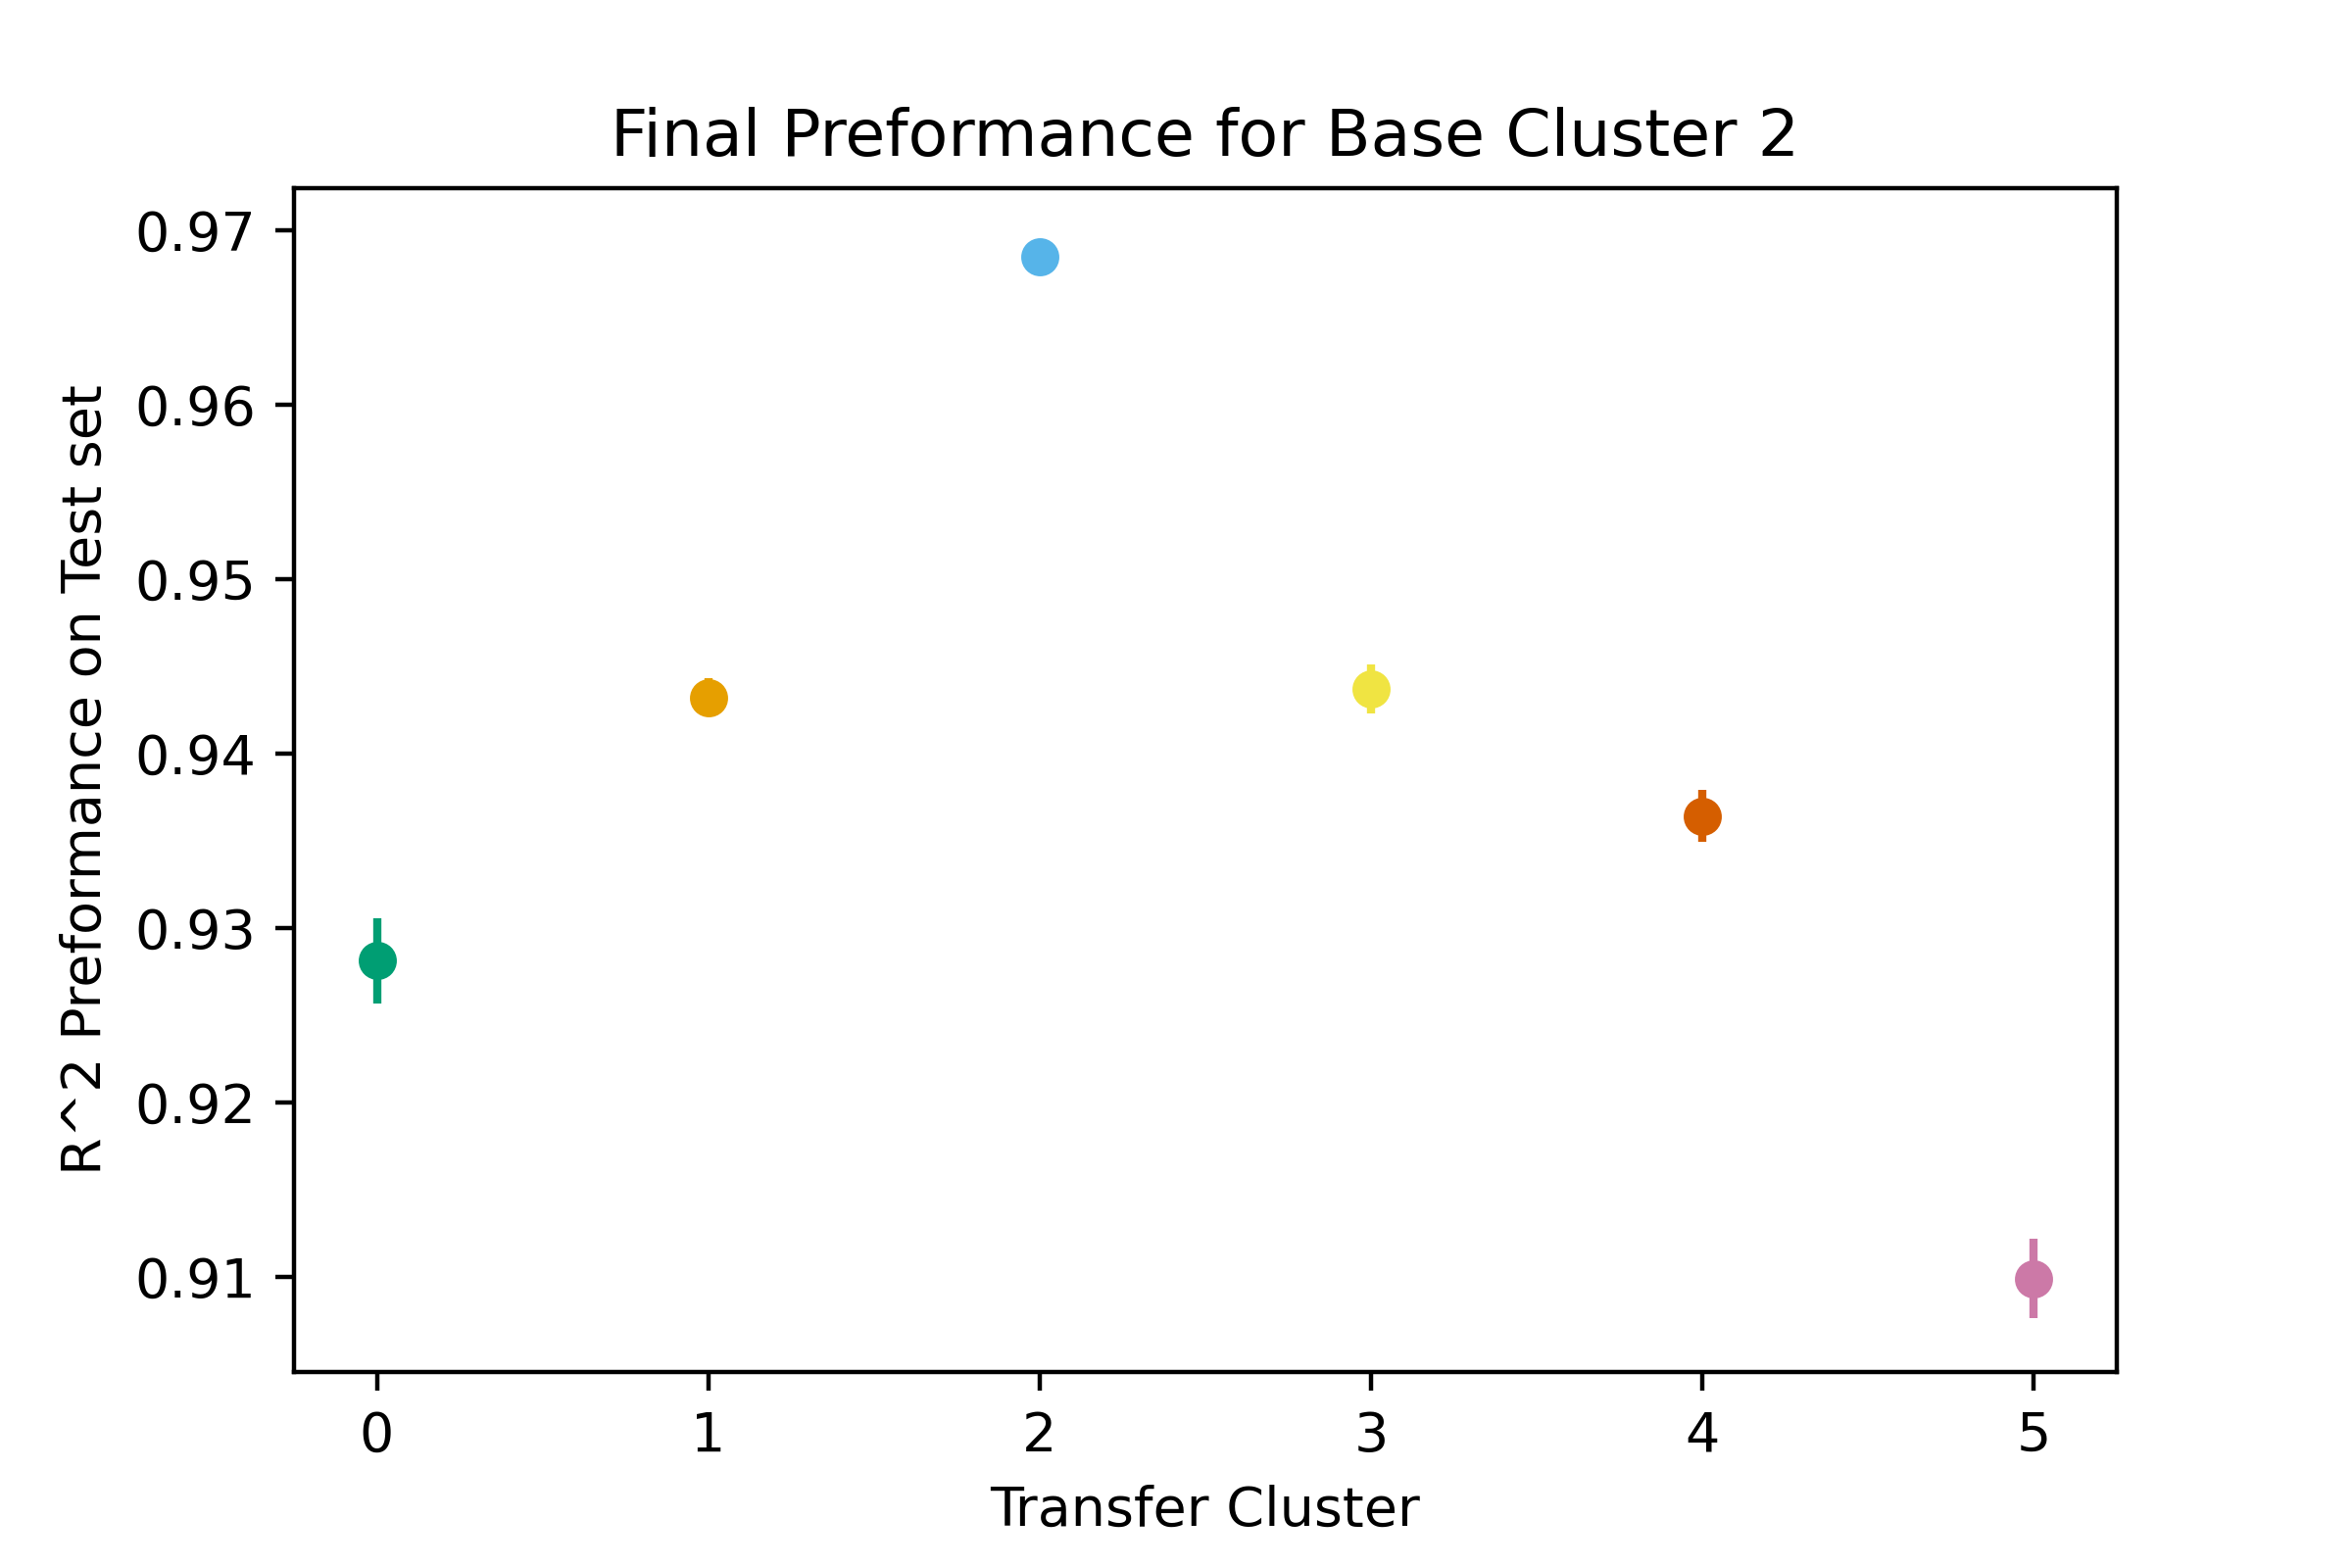 Final Preformance for Base Cluster 2
R^2 Preformance on Test set
0.97
0.96
0.95
0.94
0.93
0.92
0.91
0 1 2 3 4 5
Transfer Cluster